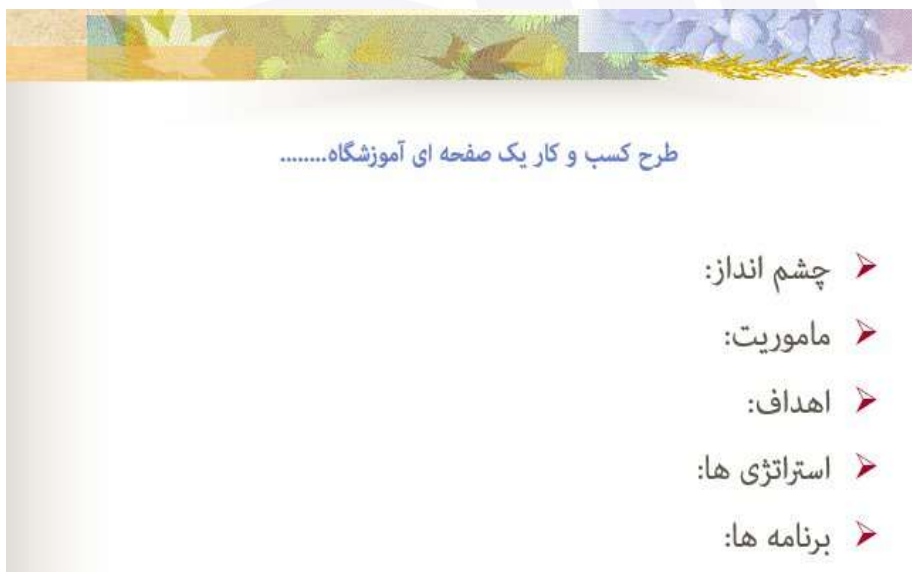 طرح کسب و کار یک صفحه ای آموزشگاه........
چشم انداز:
ماموریت:
اهداف:
استراتژی ها:
برنامه ها: